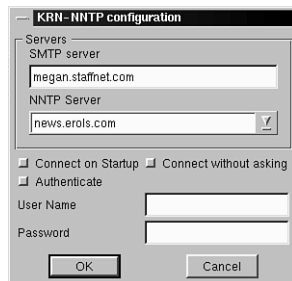 KRN-NNTP configuration
Servers
SMTP server
megan.staffnet.com
NNTP Server
news.erols.com
Connect on Startup Connect without asking
Authenticate
User Name
Password
OK Cancel